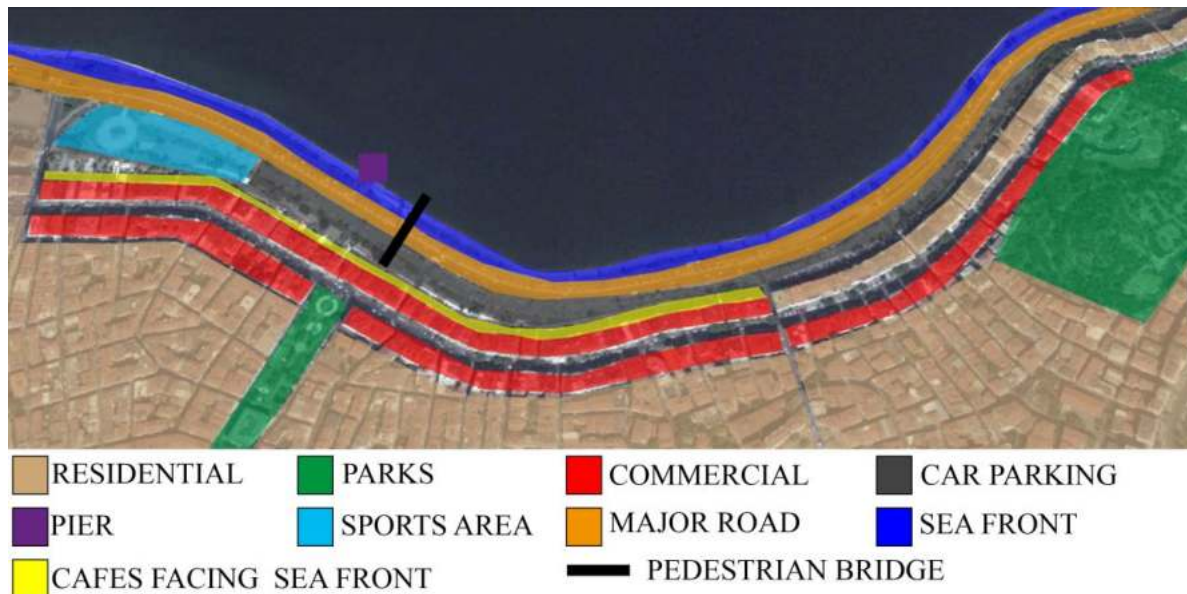 RESIDENTIAL PARKS COMMERCIAL CAR PARKING
PIER SPORTS AREA MAJOR ROAD SEA FRONT
CAFES FACING SEA FRONT PEDESTRIAN BRIDGE